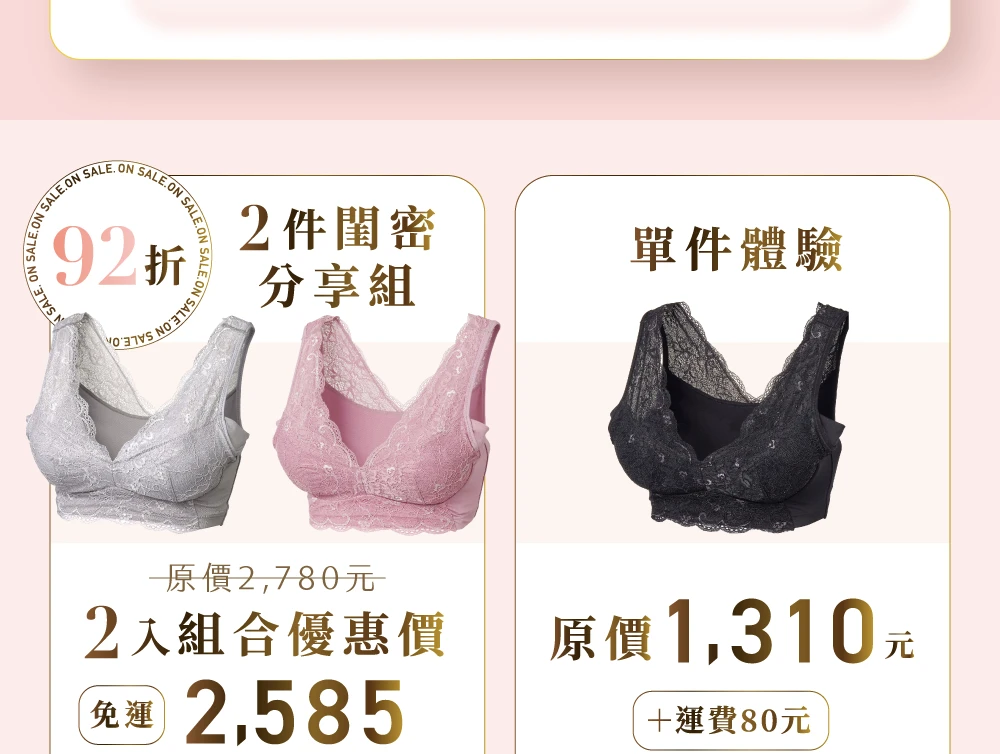 ON SALE.ON SALE.ON SALE.ON SALE.ON SALE.ON SALE.
92折
2件閨密
分享組
原價2,780元
2入組合優惠價
免運 2,585
單件體驗
原價1,310元
＋運費80元